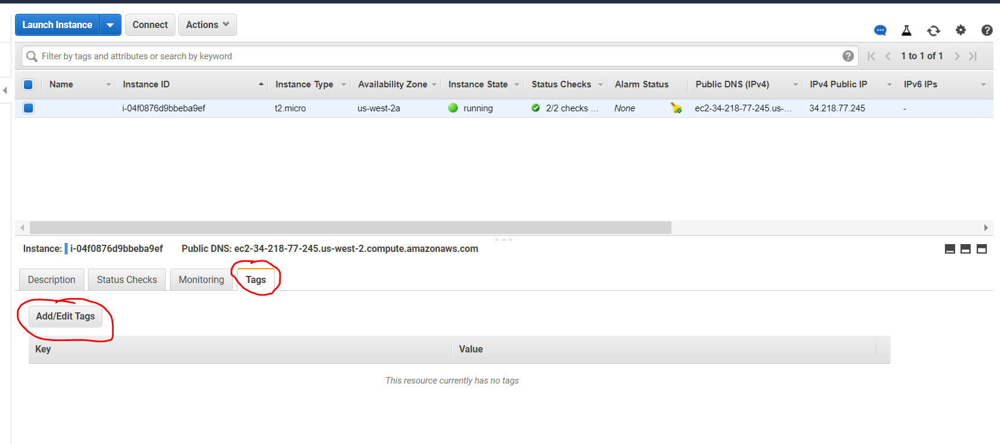 Launch Instance Connect Actions
Filter by tags and attributes or search by keyword 1 to 1 of 1
Name Instance ID Instance Type Availability Zone Instance State Status Checks Alarm Status Public DNS (IPv4) IPv4 Public IP IPv6 IPs
i-04f0876d9bbeba9ef t2.micro us-west-2a running 2/2 checks ... None ec2-34-218-77-245.us-... 34.218.77.245 -
Instance: i-04f0876d9bbeba9ef Public DNS: ec2-34-218-77-245.us-west-2.compute.amazonaws.com
Description Status Checks Monitoring Tags
Add/Edit Tags
Key Value
This resource currently has no tags